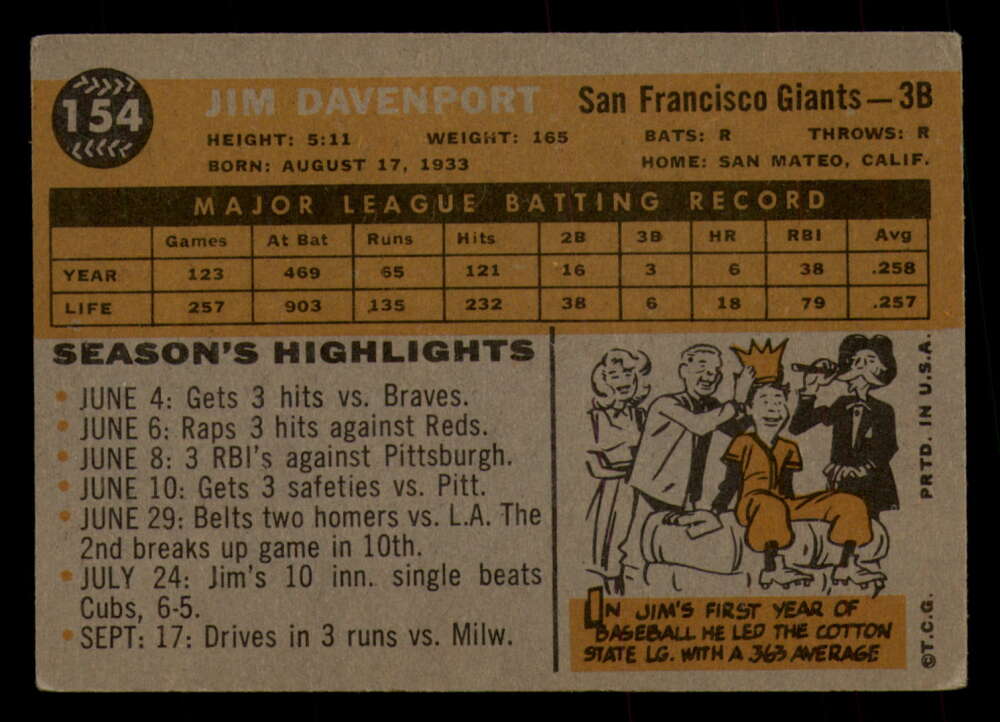 154
JIM DAVENPORT San Francisco Giants — 3B
HEIGHT: 5:11 WEIGHT: 165 BATS: R THROWS: R
BORN: AUGUST 17, 1933 HOME: SAN MATEO, CALIF.
MAJOR LEAGUE BATTING RECORD
Games At Bat Runs Hits 2B 3B HR RBI Avg
YEAR 123 469 65 121 16 3 6 38 .258
LIFE 257 903 135 232 38 6 18 79 .257
SEASON'S HIGHLIGHTS
• JUNE 4: Gets 3 hits vs. Braves.
• JUNE 6: Raps 3 hits against Reds.
• JUNE 8: 3 RBI's against Pittsburgh.
• JUNE 10: Gets 3 safeties vs. Pitt.
• JUNE 29: Belts two homers vs. L.A. The
2nd breaks up game in 10th.
• JULY 24: Jim's 10 inn. single beats
Cubs, 6-5.
• SEPT: 17: Drives in 3 runs vs. Milw.
IN JIM'S FIRST YEAR OF
BASEBALL HE LED THE COTTON
STATE LG. WITH A .363 AVERAGE
©T.C.G. PRTD. IN U.S.A.